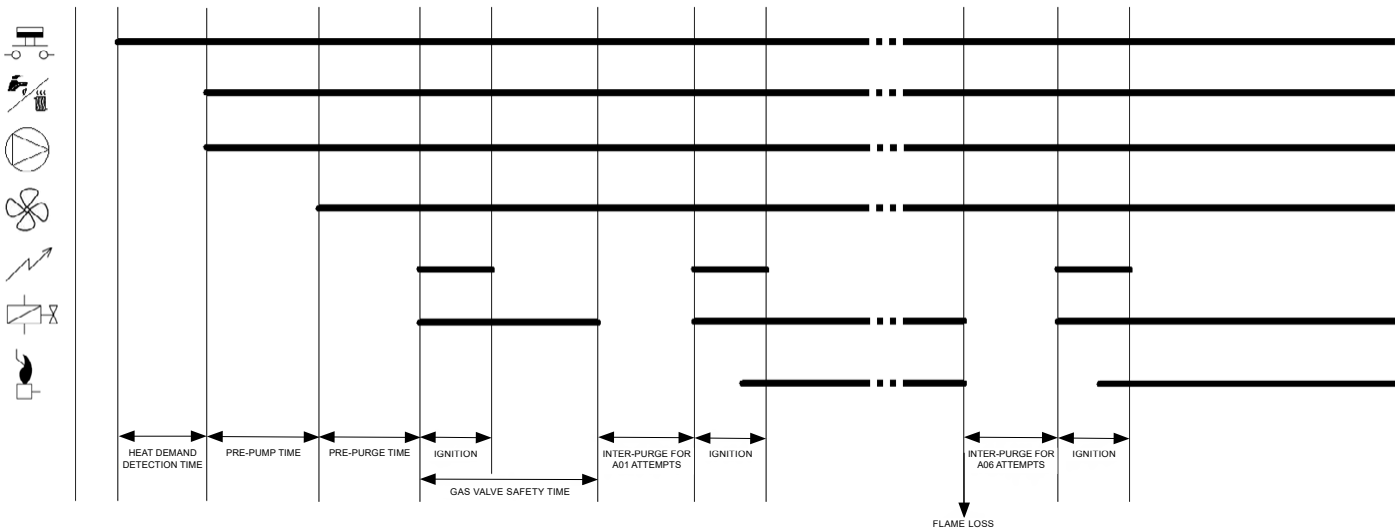 HEAT DEMAND
DETECTION TIME
PRE-PUMP TIME
PRE-PURGE TIME
IGNITION
GAS VALVE SAFETY TIME
INTER-PURGE FOR
A01 ATTEMPTS
IGNITION
FLAME LOSS
INTER-PURGE FOR
A06 ATTEMPTS
IGNITION